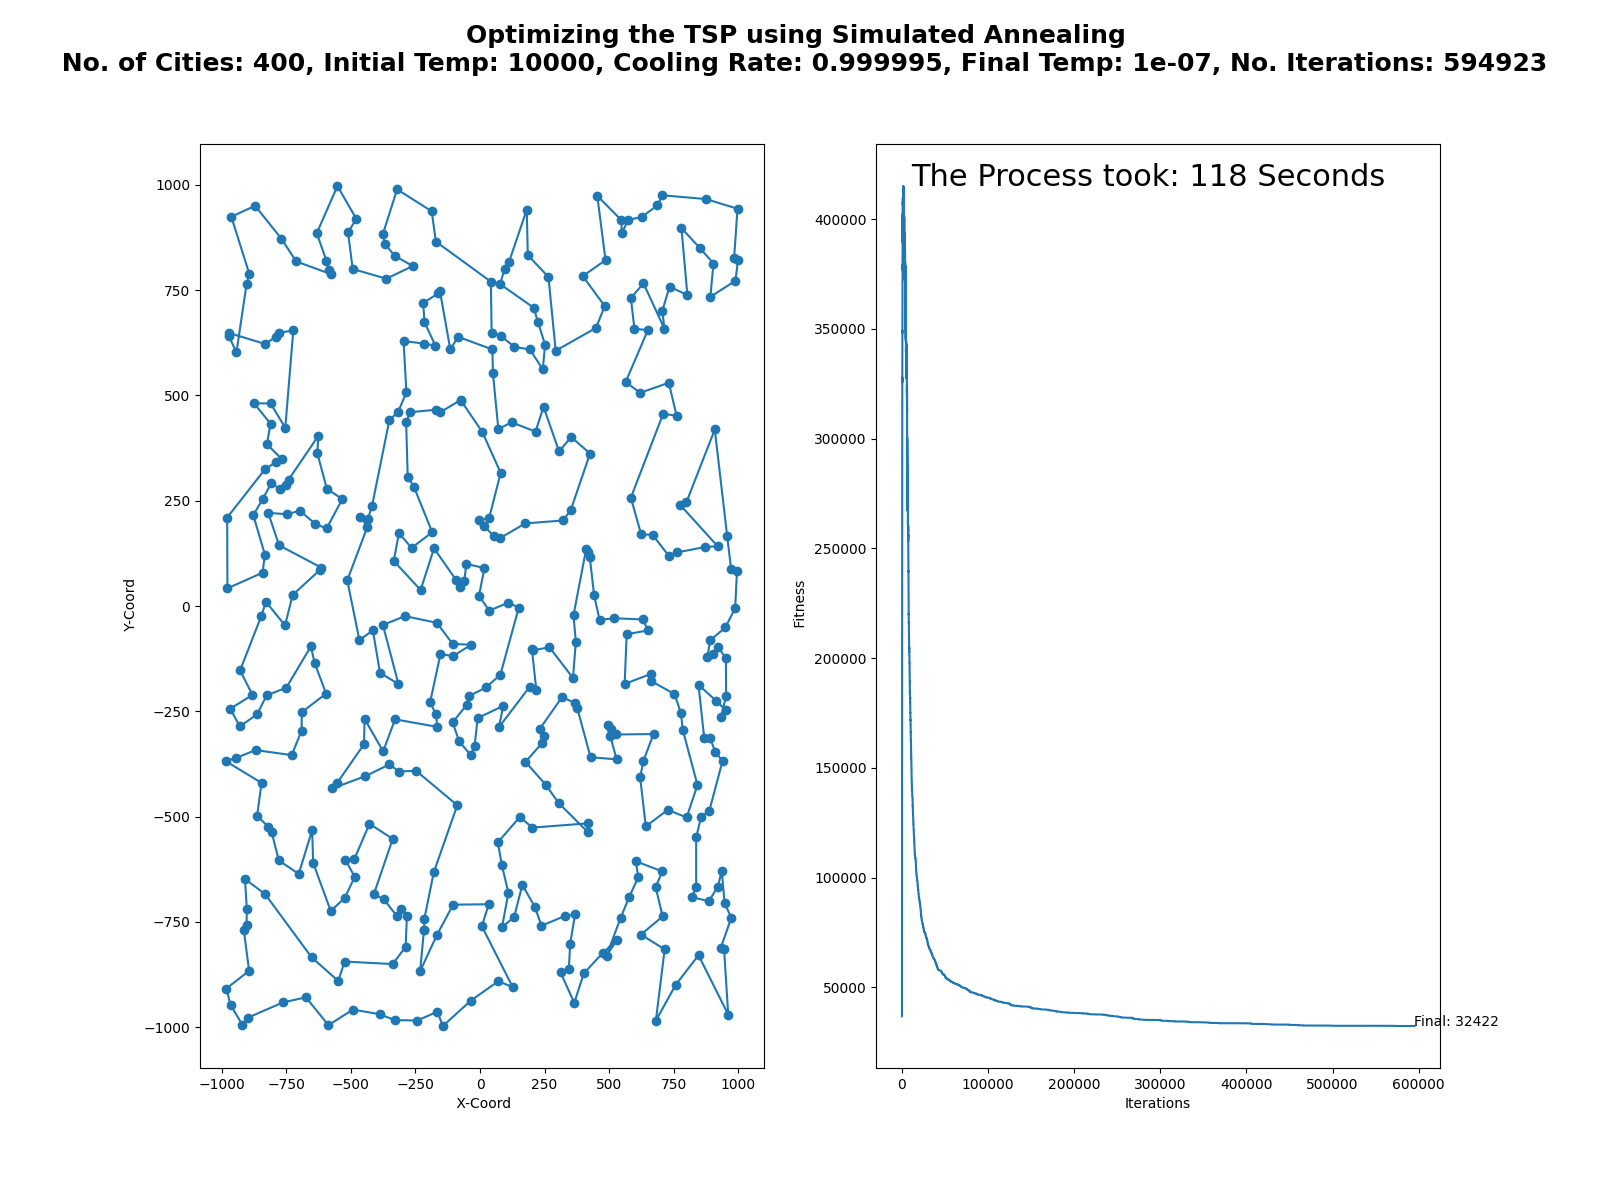 Optimizing the TSP using Simulated Annealing
No. of Cities: 400, Initial Temp: 10000, Cooling Rate: 0.999995, Final Temp: 1e-07, No. Iterations: 594923
1000
750
500
250
0
−250
−500
−750
−1000
Y-Coord
−1000 −750 −500 −250 0 250 500 750 1000
X-Coord
The Process took: 118 Seconds
400000
350000
300000
250000
200000
150000
100000
50000
Fitness
Final: 32422
0 100000 200000 300000 400000 500000 600000
Iterations